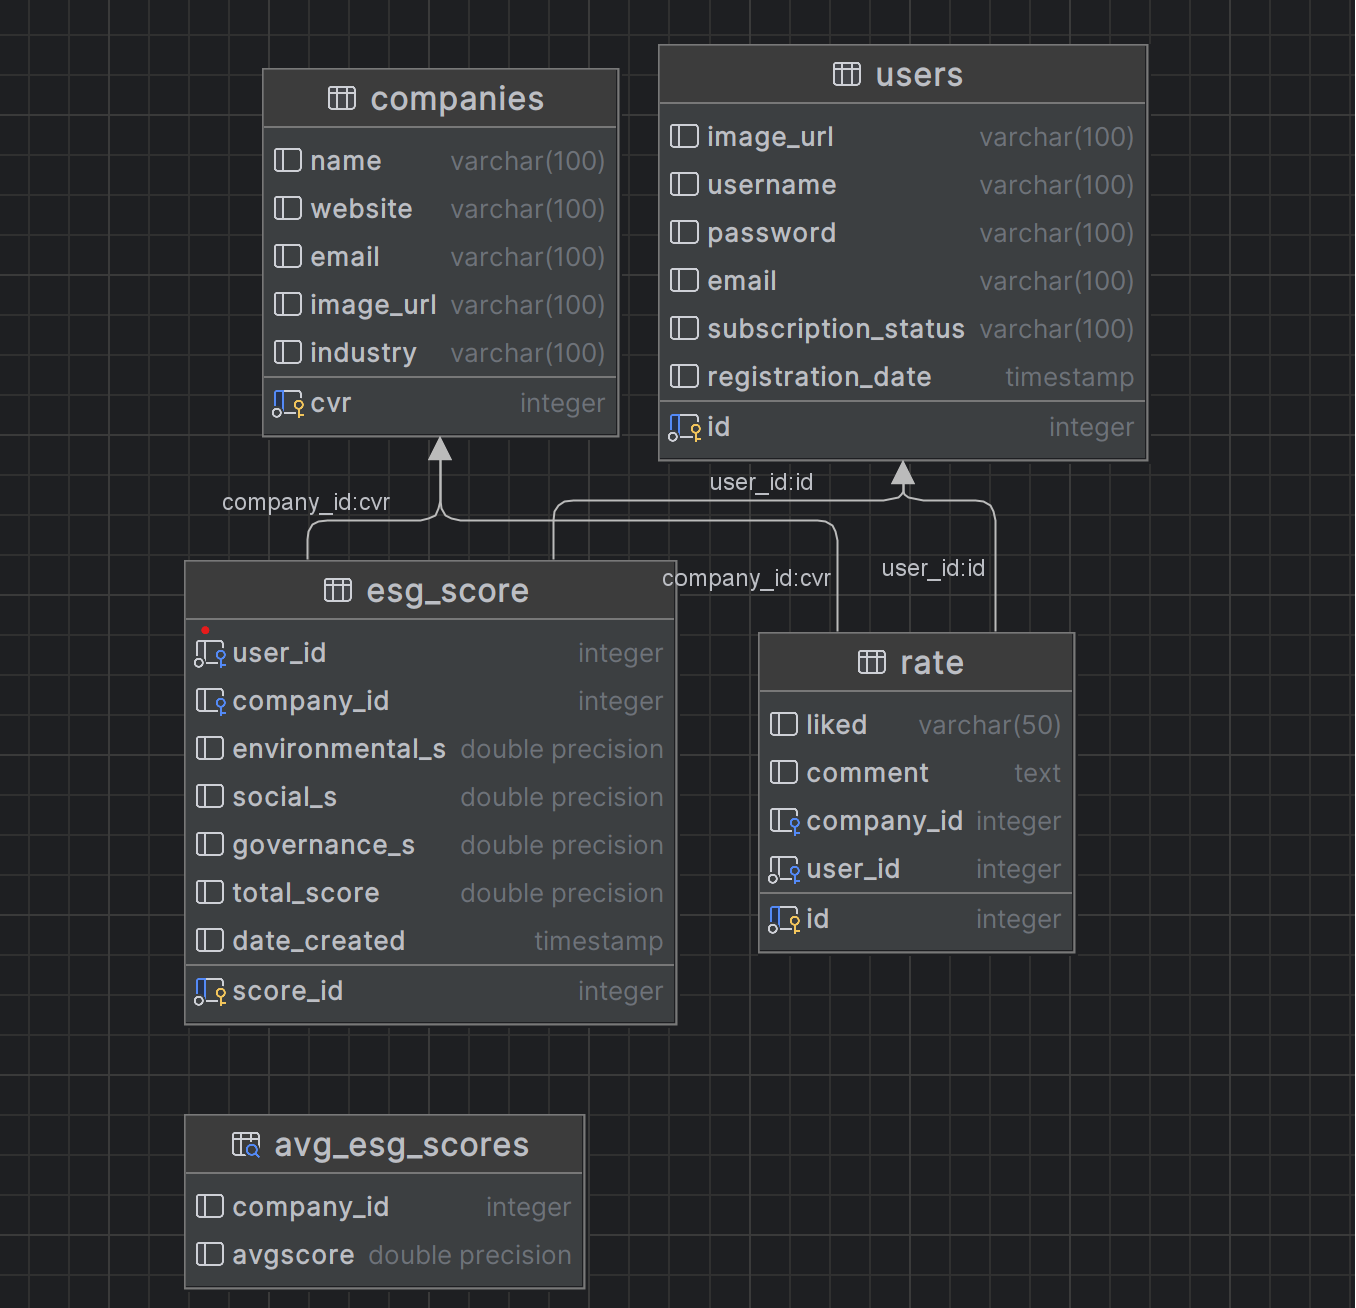 companies
name varchar(100)
website varchar(100)
email varchar(100)
image_url varchar(100)
industry varchar(100)
cvr integer
users
image_url varchar(100)
username varchar(100)
password varchar(100)
email varchar(100)
subscription_status varchar(100)
registration_date timestamp
id integer
company_id:cvr
user_id:id
company_id:cvr
user_id:id
esg_score
user_id integer
company_id integer
environmental_s double precision
social_s double precision
governance_s double precision
total_score double precision
date_created timestamp
score_id integer
rate
liked varchar(50)
comment text
company_id integer
user_id integer
id integer
avg_esg_scores
company_id integer
avgscore double precision